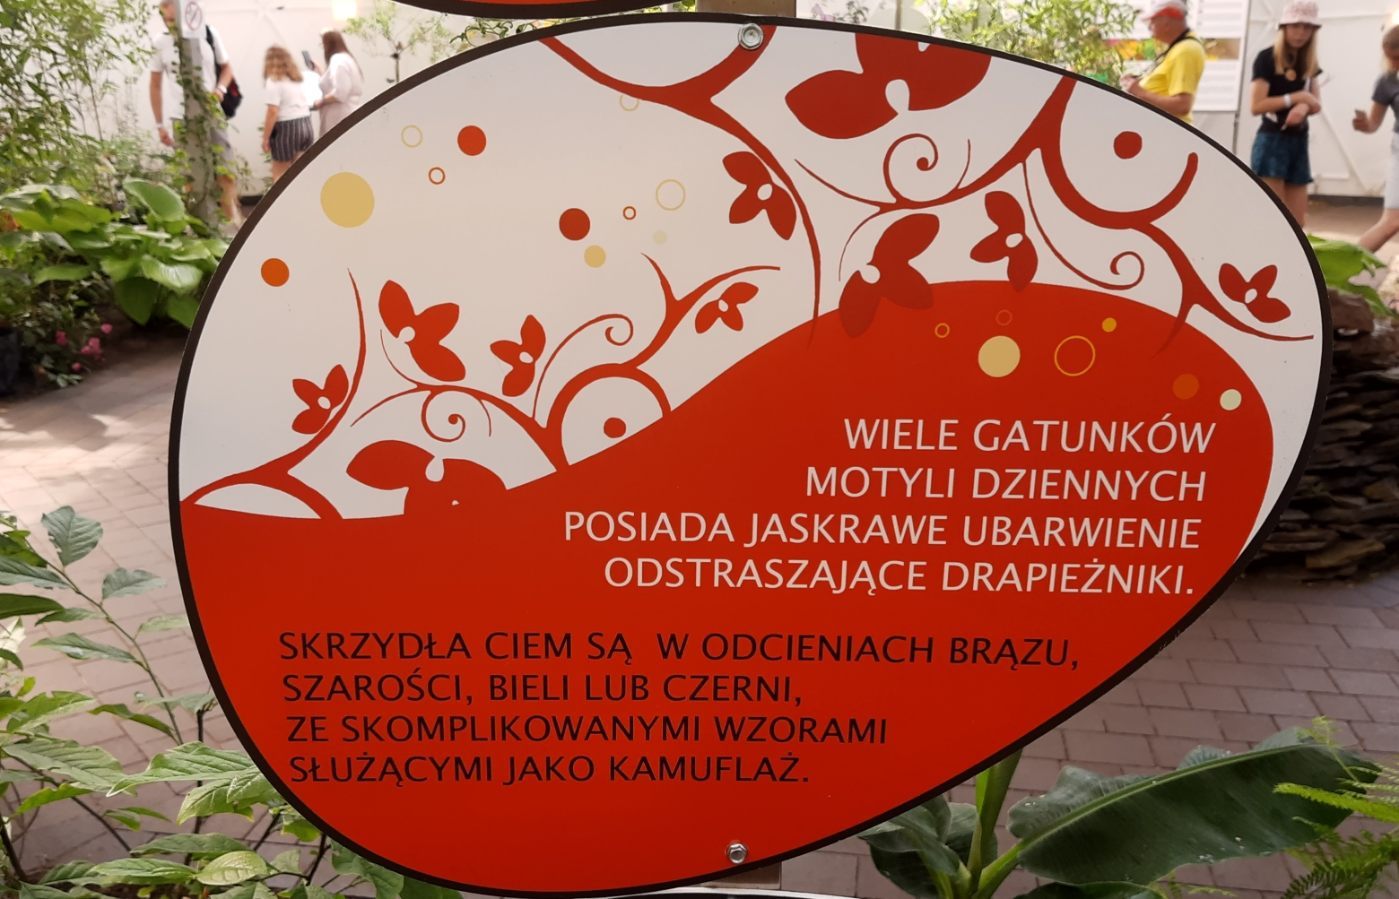 WIELE GATUNKÓW
MOTYLI DZIENNYCH
POSIADA JASKRAWE UBARWIENIE
ODSTRASZAJĄCE DRAPIEŻNIKI.
SKRZYDŁA CIEM SĄ W ODCIENIACH BRĄZU,
SZAROŚCI, BIELI LUB CZERNI,
ZE SKOMPLIKOWANYMI WZORAMI
SŁUŻĄCYMI JAKO KAMUFLAŻ.